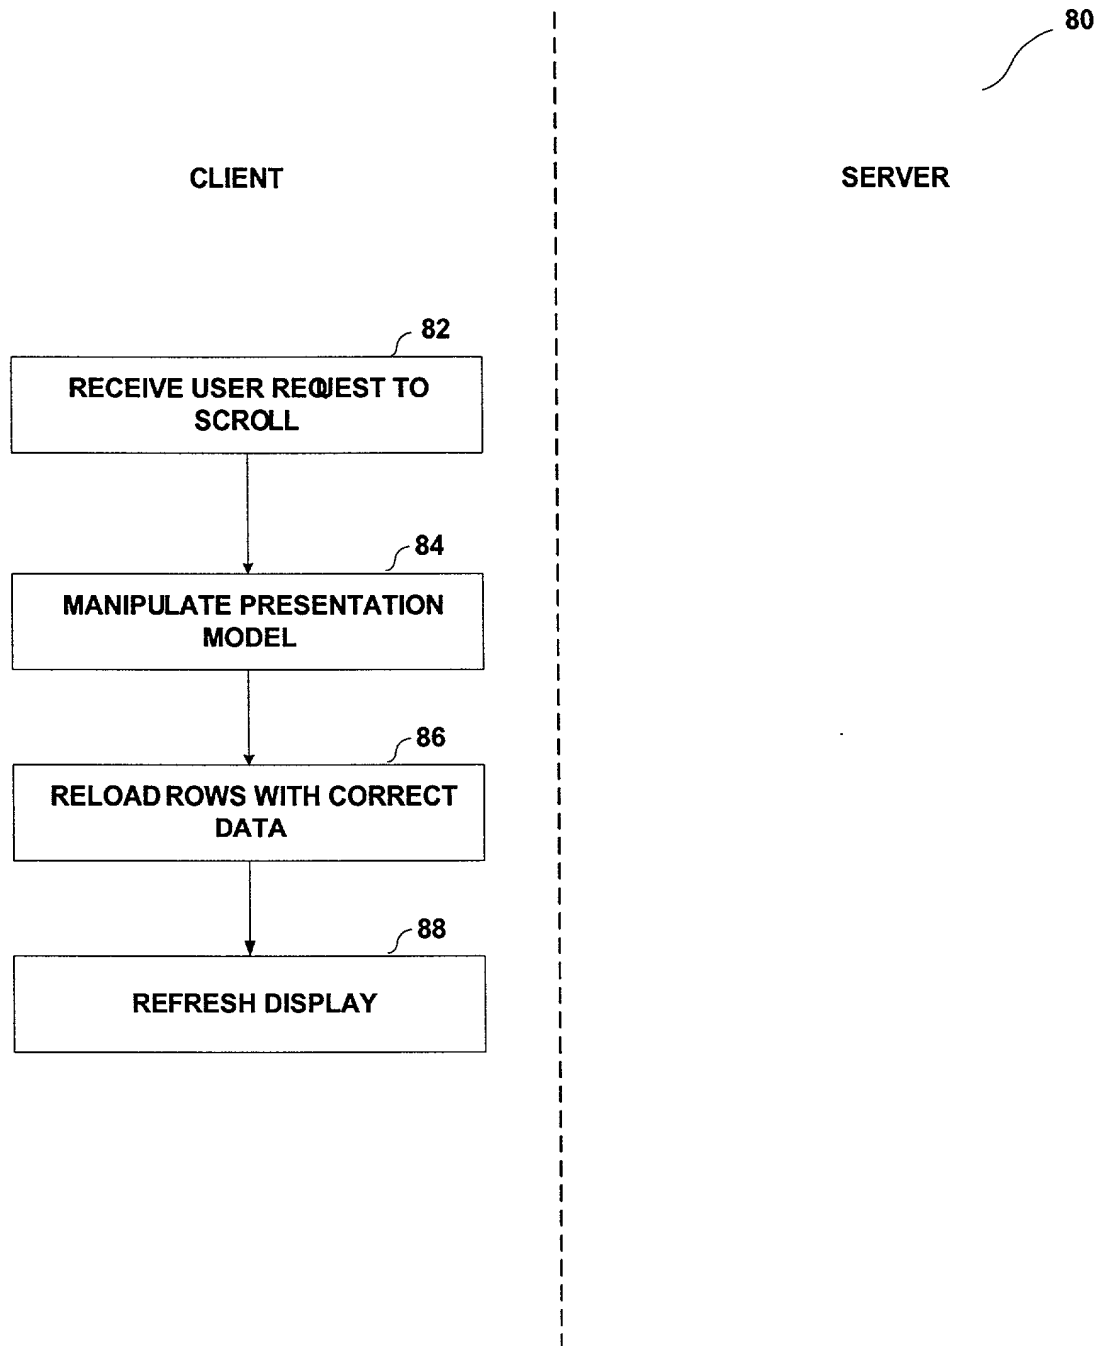 80
CLIENT
SERVER
82
RECEIVE USER REQUEST TO
SCROLL
84
MANIPULATE PRESENTATION
MODEL
86
RELOAD ROWS WITH CORRECT
DATA
88
REFRESH DISPLAY